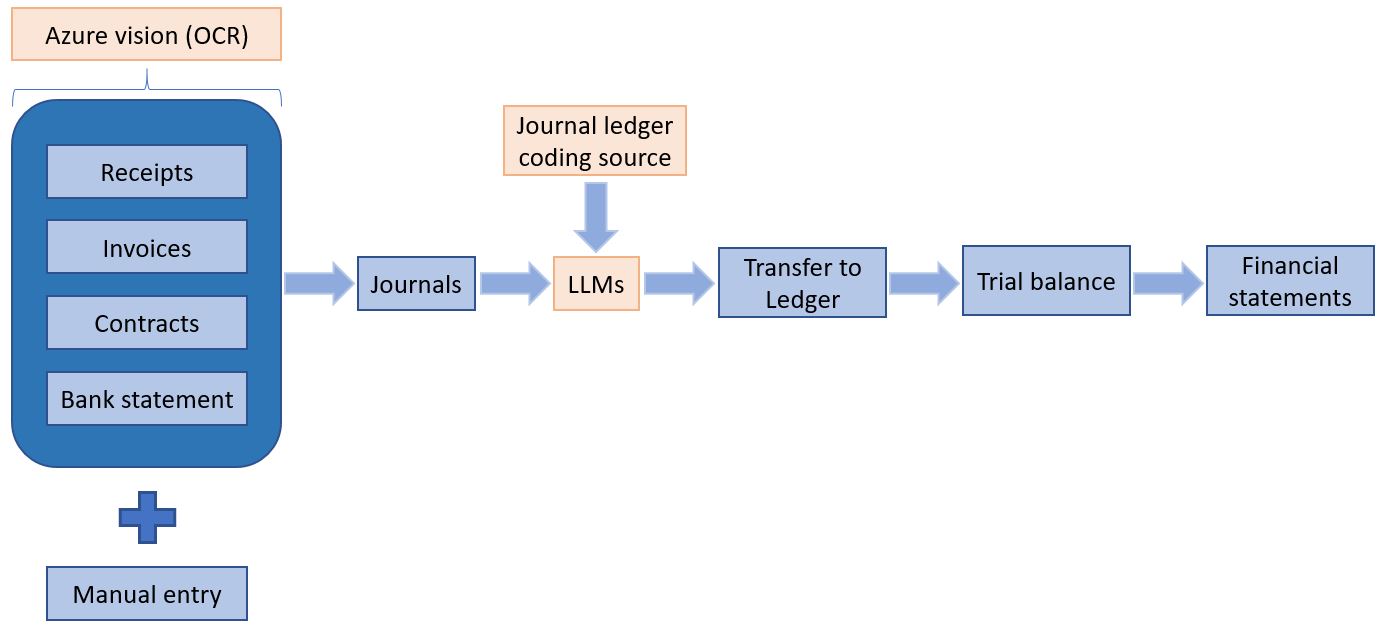 Azure vision (OCR)
Receipts
Invoices
Contracts
Bank statement
Manual entry
Journals
Journal ledger
coding source
LLMs
Transfer to
Ledger
Trial balance
Financial
statements